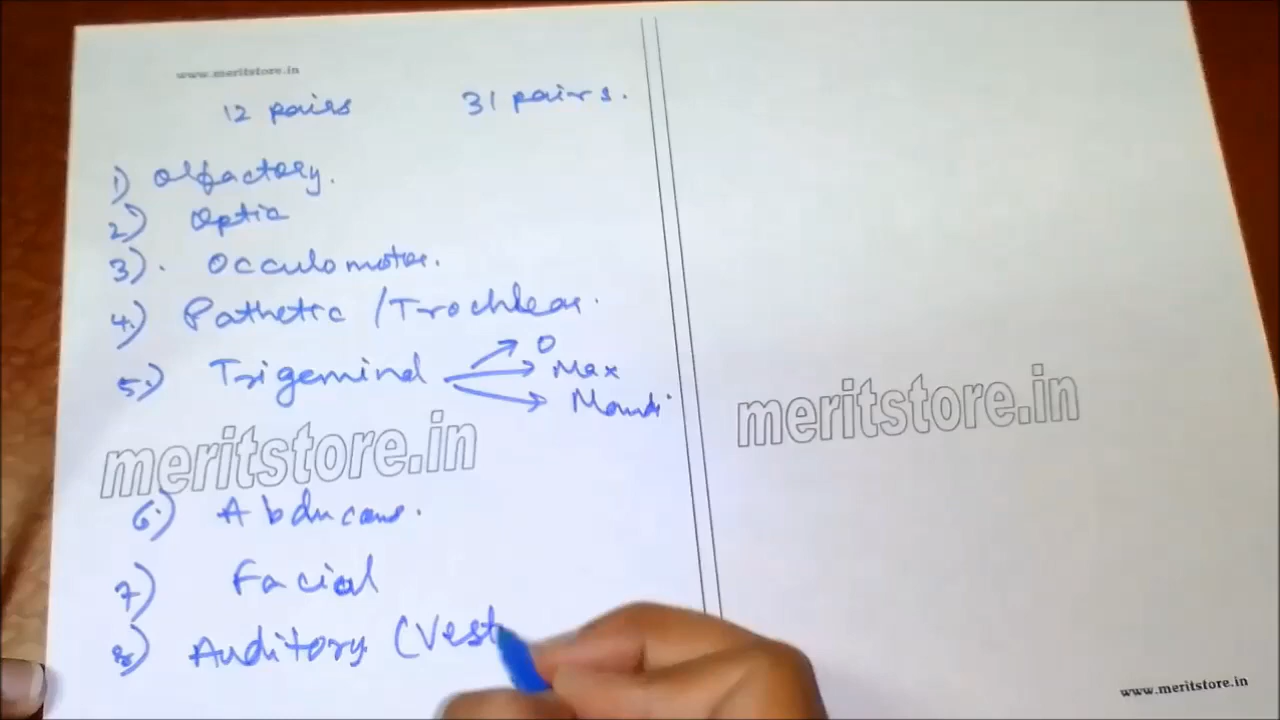 www.meritstore.in
12 pairs 31 pairs.
1) Olfactory.
2) Optic
3). Occulomotor.
4.) Pathetic / Trochlear.
5.) Trigeminal
O
Max
Mandi
meritstore.in
meritstore.in
6.) Abducans.
7) Facial
8) Auditory (Vest
www.meritstore.in